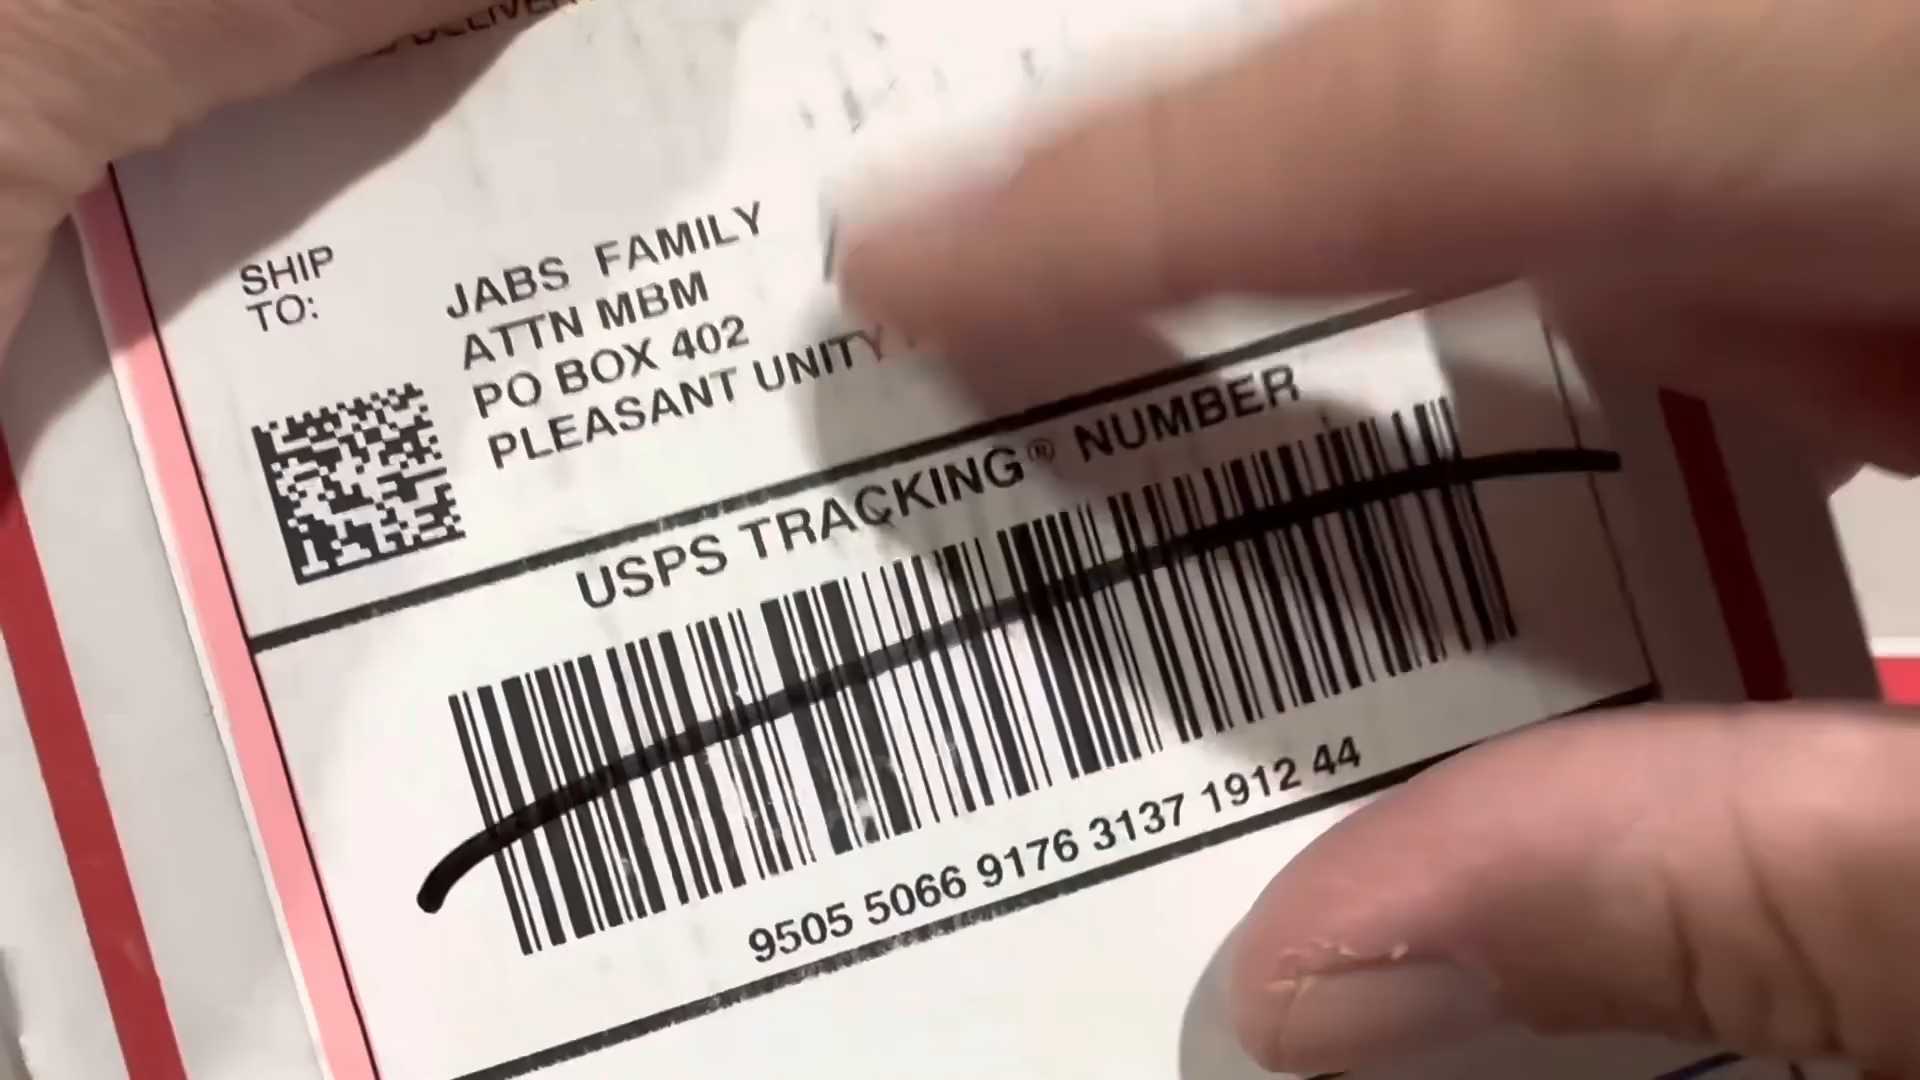 SHIP
TO:
JABS FAMILY
ATTN MBM
PO BOX 402
PLEASANT UNITY
USPS TRACKING® NUMBER
9505 5066 9176 3137 1912 44